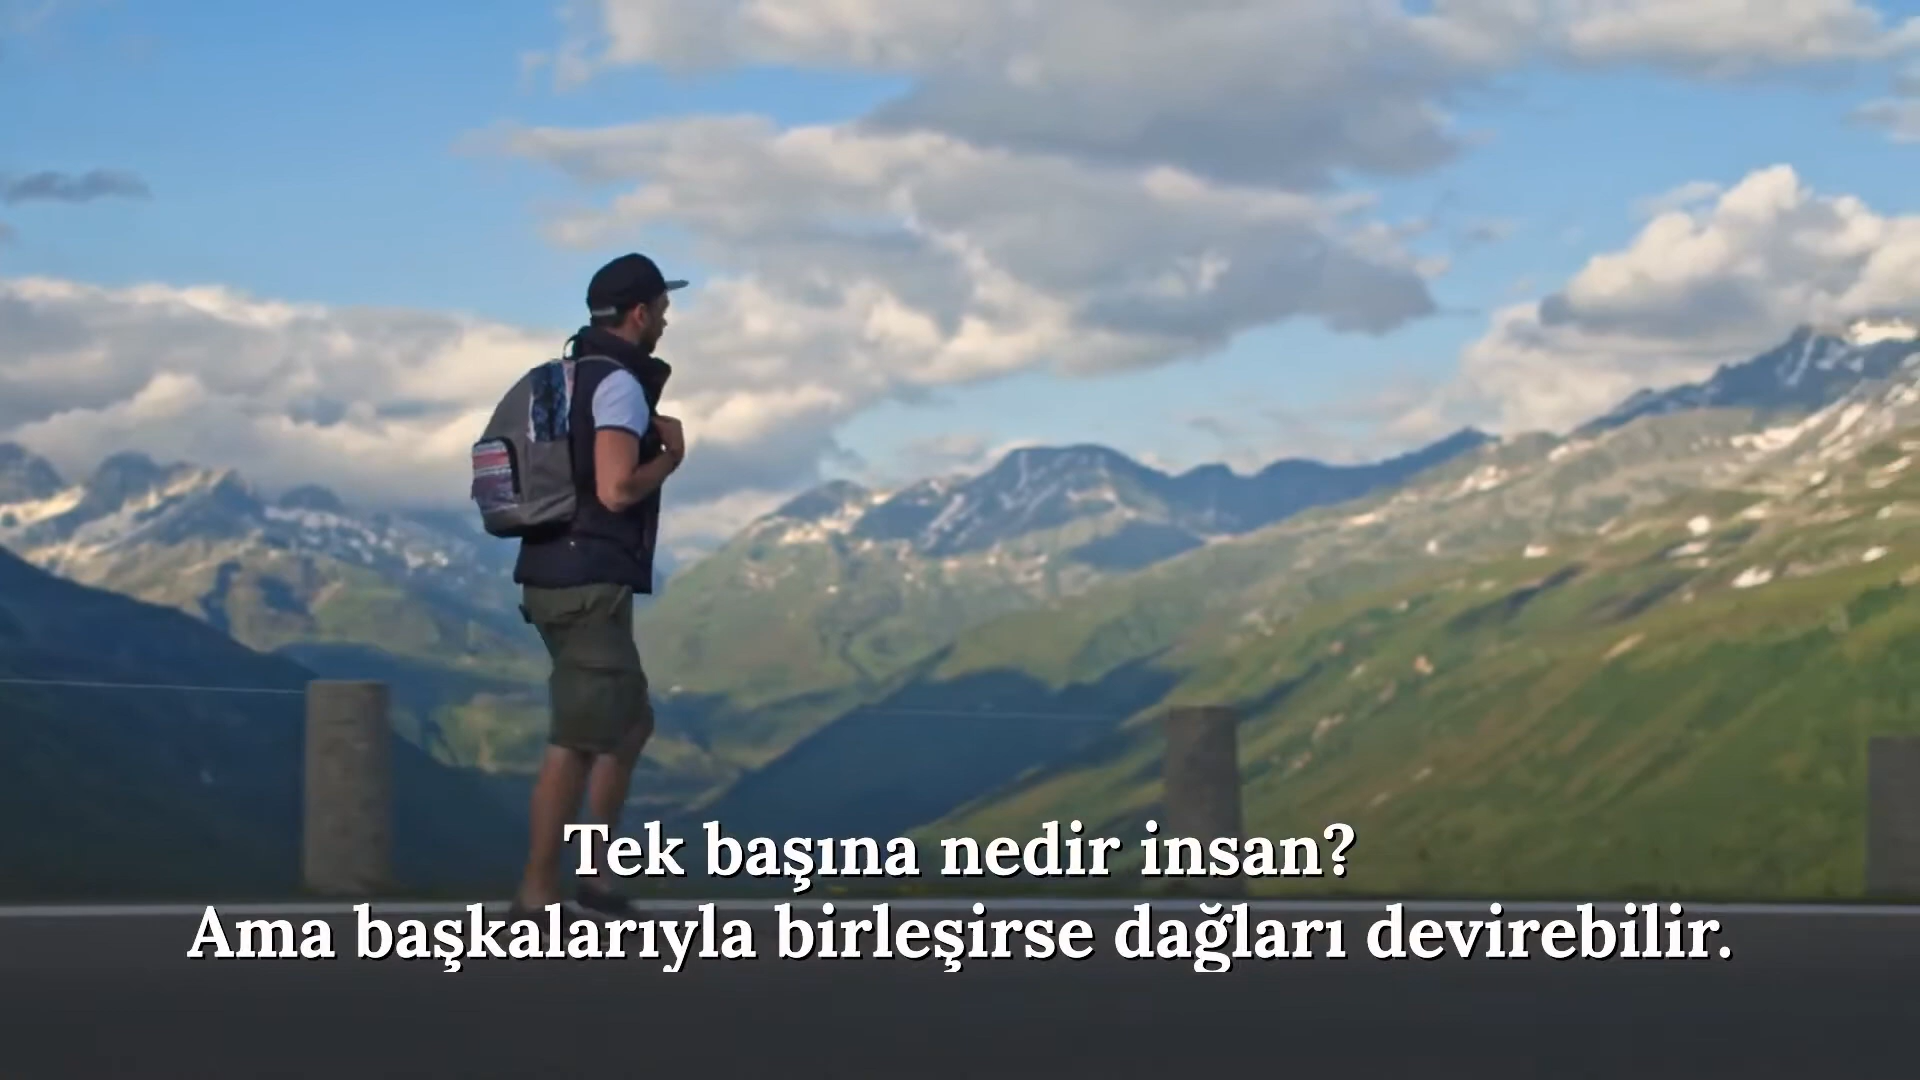 Tek başına nedir insan?
Ama başkalarıyla birleşirse dağları devirebilir.